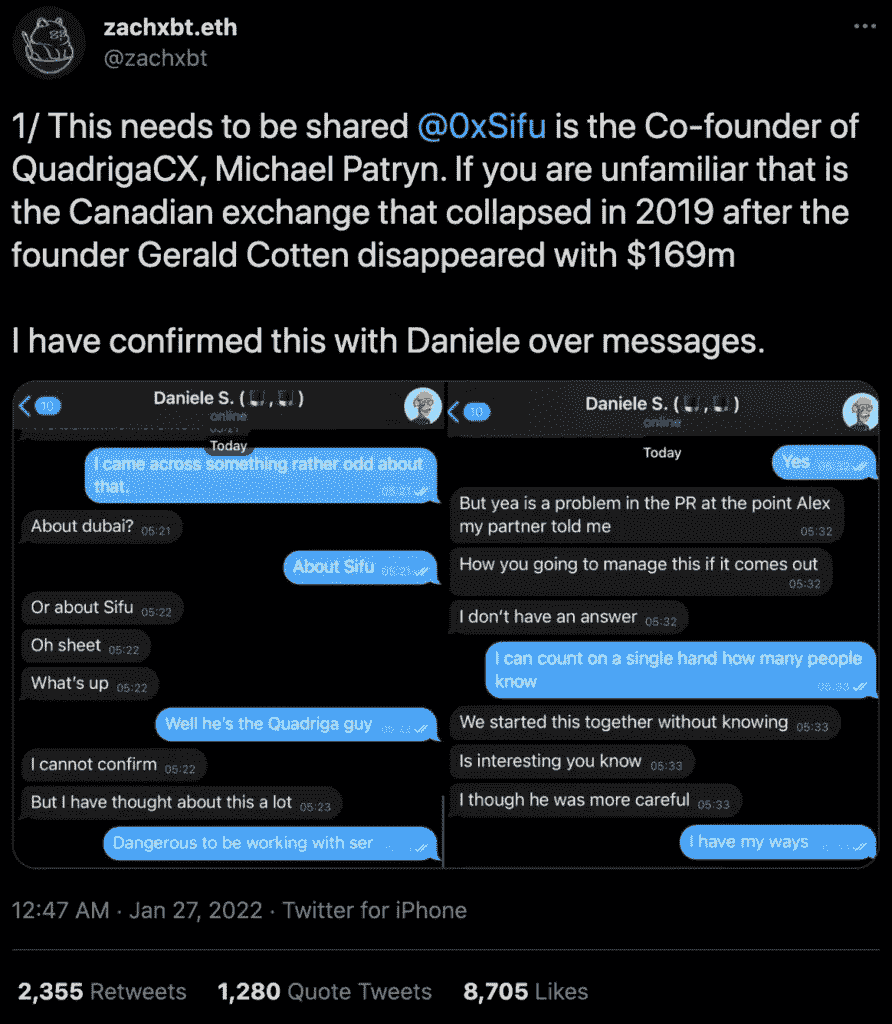 zachxbt.eth
@zachxbt
1/ This needs to be shared @0xSifu is the Co-founder of
QuadrigaCX, Michael Patryn. If you are unfamiliar that is
the Canadian exchange that collapsed in 2019 after the
founder Gerald Cotten disappeared with $169m
I have confirmed this with Daniele over messages.
10
Daniele S. ( , )
online
Today
I came across something rather odd about
that. 05:21
About dubai? 05:21
About Sifu 05:21
Or about Sifu 05:22
Oh sheet 05:22
What's up 05:22
Well he's the Quadriga guy
I cannot confirm 05:22
But I have thought about this a lot 05:23
Dangerous to be working with ser
10
Daniele S. ( , )
online
Today
Yes
But yea is a problem in the PR at the point Alex
my partner told me 05:32
How you going to manage this if it comes out
05:32
I don't have an answer 05:32
I can count on a single hand how many people
know 05:33
We started this together without knowing 05:33
Is interesting you know 05:33
I though he was more careful 05:33
I have my ways
12:47 AM · Jan 27, 2022 · Twitter for iPhone
2,355 Retweets 1,280 Quote Tweets 8,705 Likes